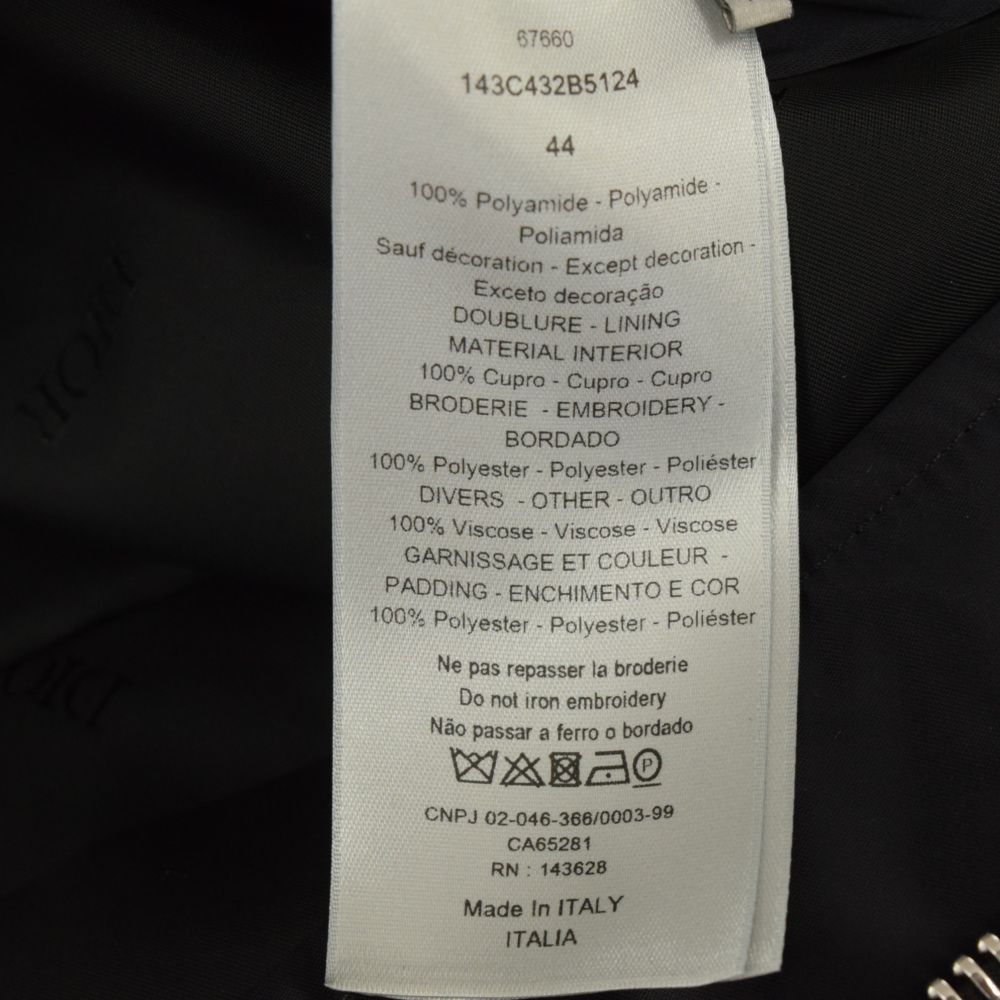 67660
143C432B5124
44
100% Polyamide - Polyamide -
Poliamida
Sauf décoration - Except decoration -
Exceto decoração
DOUBLURE - LINING
MATERIAL INTERIOR
100% Cupro - Cupro - Cupro
BRODERIE - EMBROIDERY -
BORDADO
100% Polyester - Polyester - Poliéster
DIVERS - OTHER - OUTRO
100% Viscose - Viscose - Viscose
GARNISSAGE ET COULEUR -
PADDING - ENCHIMENTO E COR
100% Polyester - Polyester - Poliéster
Ne pas repasser la broderie
Do not iron embroidery
Não passar a ferro o bordado
P
CNPJ 02-046-366/0003-99
CA65281
RN : 143628
Made In ITALY
ITALIA
DIOR
DIO